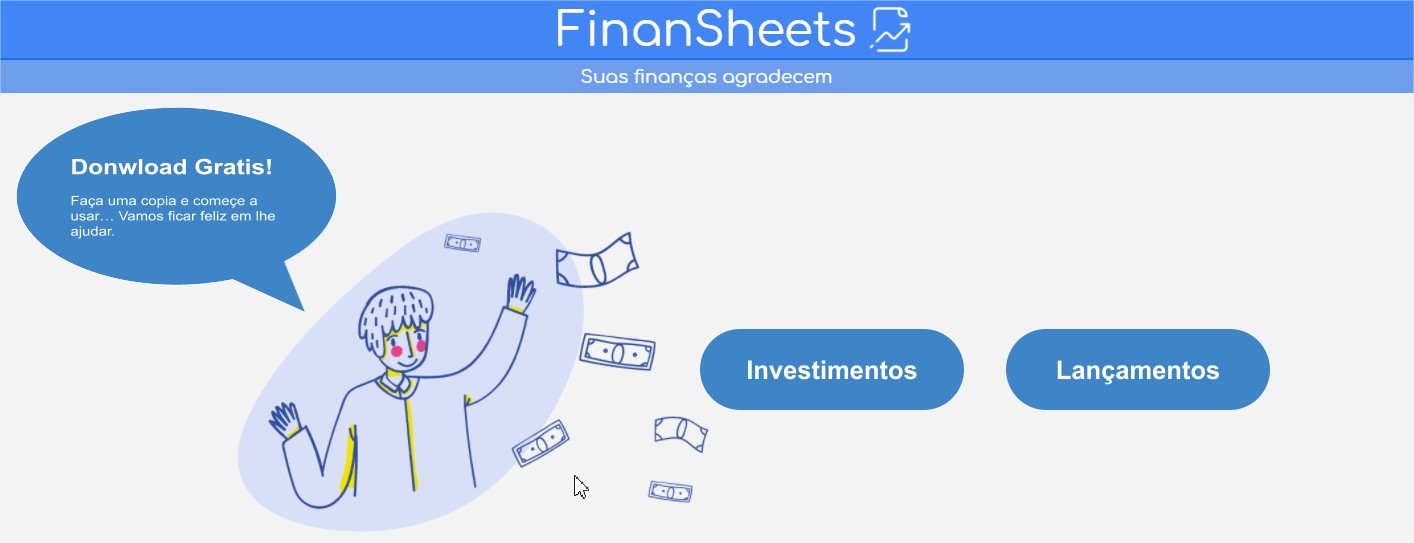 FinanSheets
Suas finanças agradecem
Donwload Gratis!
Faça uma copia e começe a
usar... Vamos ficar feliz em lhe
ajudar.
Investimentos
Lançamentos